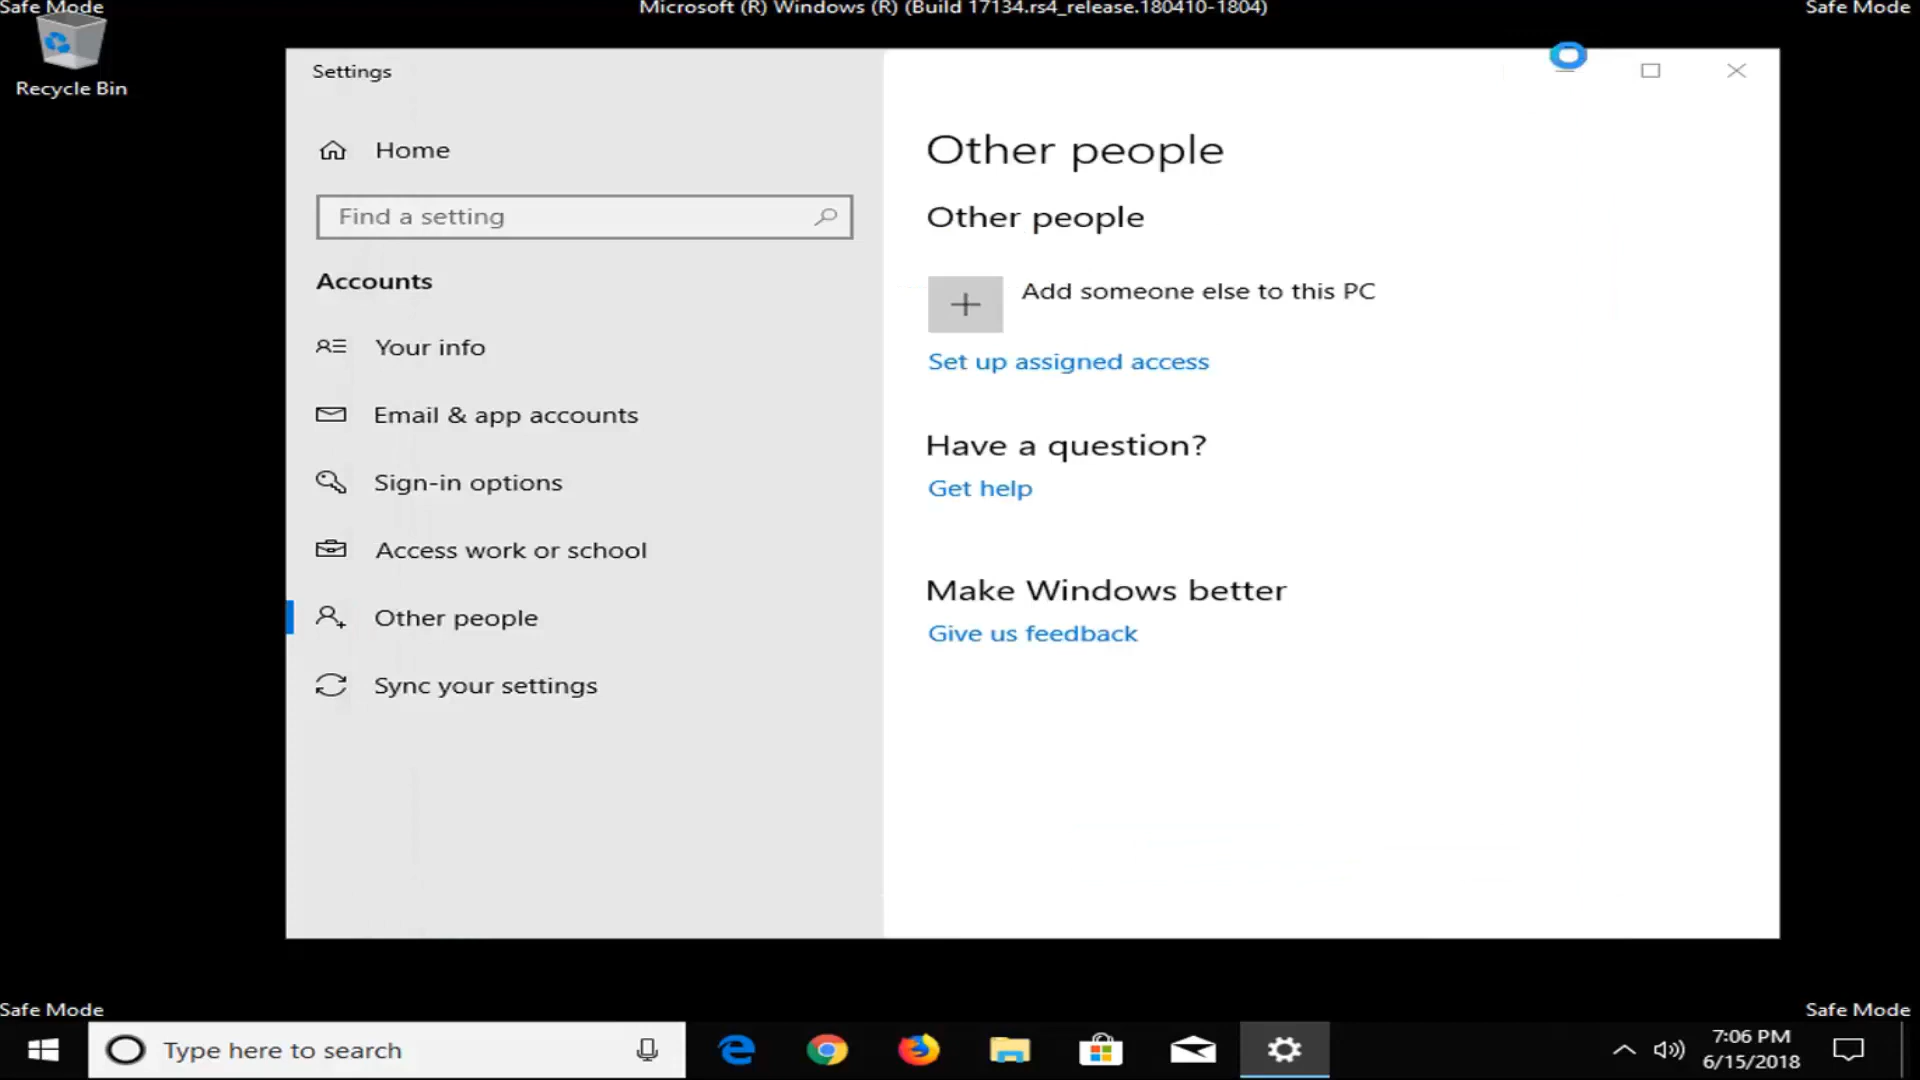 Safe Mode
Microsoft (R) Windows (R) (Build 17134.rs4_release.180410-1804)
Safe Mode
Recycle Bin
Settings
Home
Find a setting
Accounts
Your info
Email & app accounts
Sign-in options
Access work or school
Other people
Sync your settings
Other people
Other people
Add someone else to this PC
Set up assigned access
Have a question?
Get help
Make Windows better
Give us feedback
Safe Mode
Safe Mode
Type here to search
7:06 PM
6/15/2018